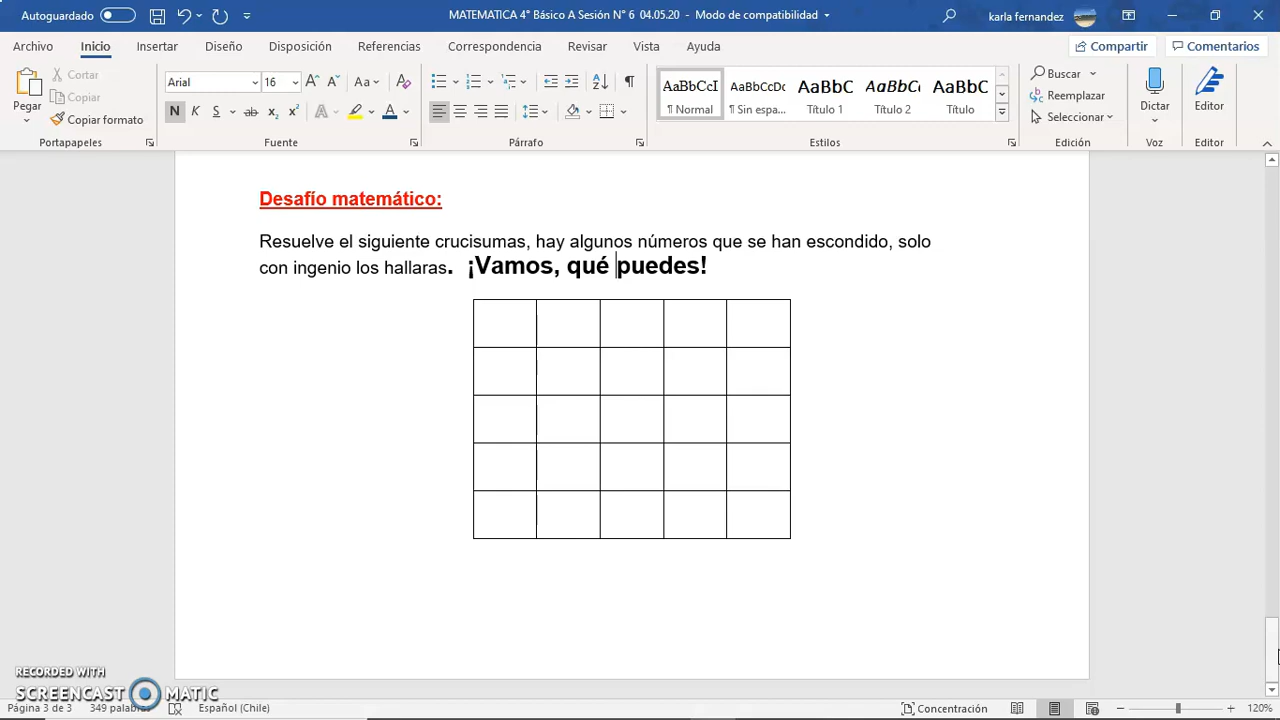 Autoguardado
MATEMATICA 4° Básico A Sesión N° 6 04.05.20 - Modo de compatibilidad
karla fernandez
Archivo Inicio Insertar Diseño Disposición Referencias Correspondencia Revisar Vista Ayuda
Compartir Comentarios
Pegar
Cortar
Copiar
Copiar formato
Portapapeles
Arial 16
N K S ab x₂ x²
Fuente
Párrafo
AaBbCcI AaBbCcDc AaBbC AaBbCc AaBbC
¶ Normal ¶ Sin espa... Título 1 Título 2 Título
Estilos
Buscar
Reemplazar
Seleccionar
Edición
Dictar
Voz
Editor
Editor
Desafío matemático:
Resuelve el siguiente crucisumas, hay algunos números que se han escondido, solo
con ingenio los hallaras. ¡Vamos, qué puedes!
RECORDED WITH
SCREENCAST MATIC
Página 3 de 3 349 palabras Español (Chile) Concentración 120%